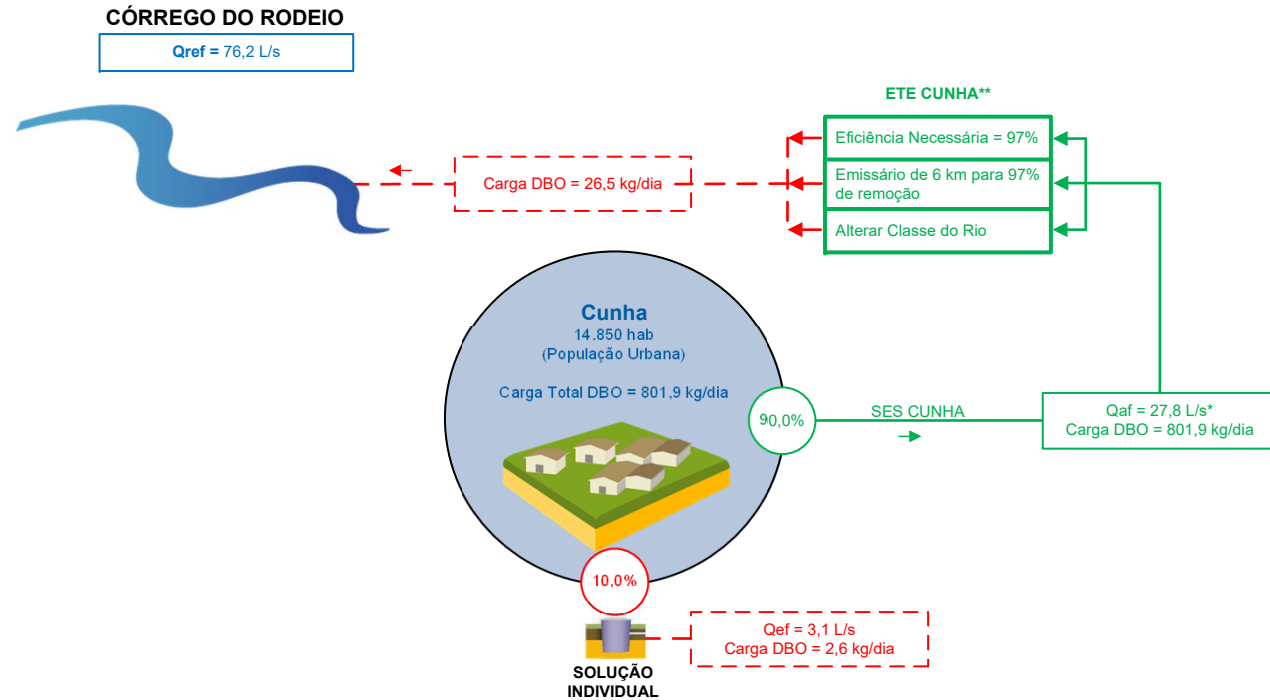 CÓRREGO DO RODEIO
Qref = 76,2 L/s
ETE CUNHA**
Eficiência Necessária = 97%
Emissário de 6 km para 97%
de remoção
Alterar Classe do Rio
Carga DBO = 26,5 kg/dia
Cunha
14.850 hab
(População Urbana)
Carga Total DBO = 801,9 kg/dia
90,0%
SES CUNHA
Qaf = 27,8 L/s*
Carga DBO = 801,9 kg/dia
10,0%
Qef = 3,1 L/s
Carga DBO = 2,6 kg/dia
SOLUÇÃO
INDIVIDUAL